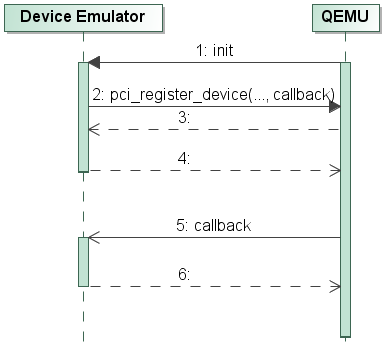 Device Emulator
QEMU
1: init
2: pci_register_device(..., callback)
3:
4:
5: callback
6: